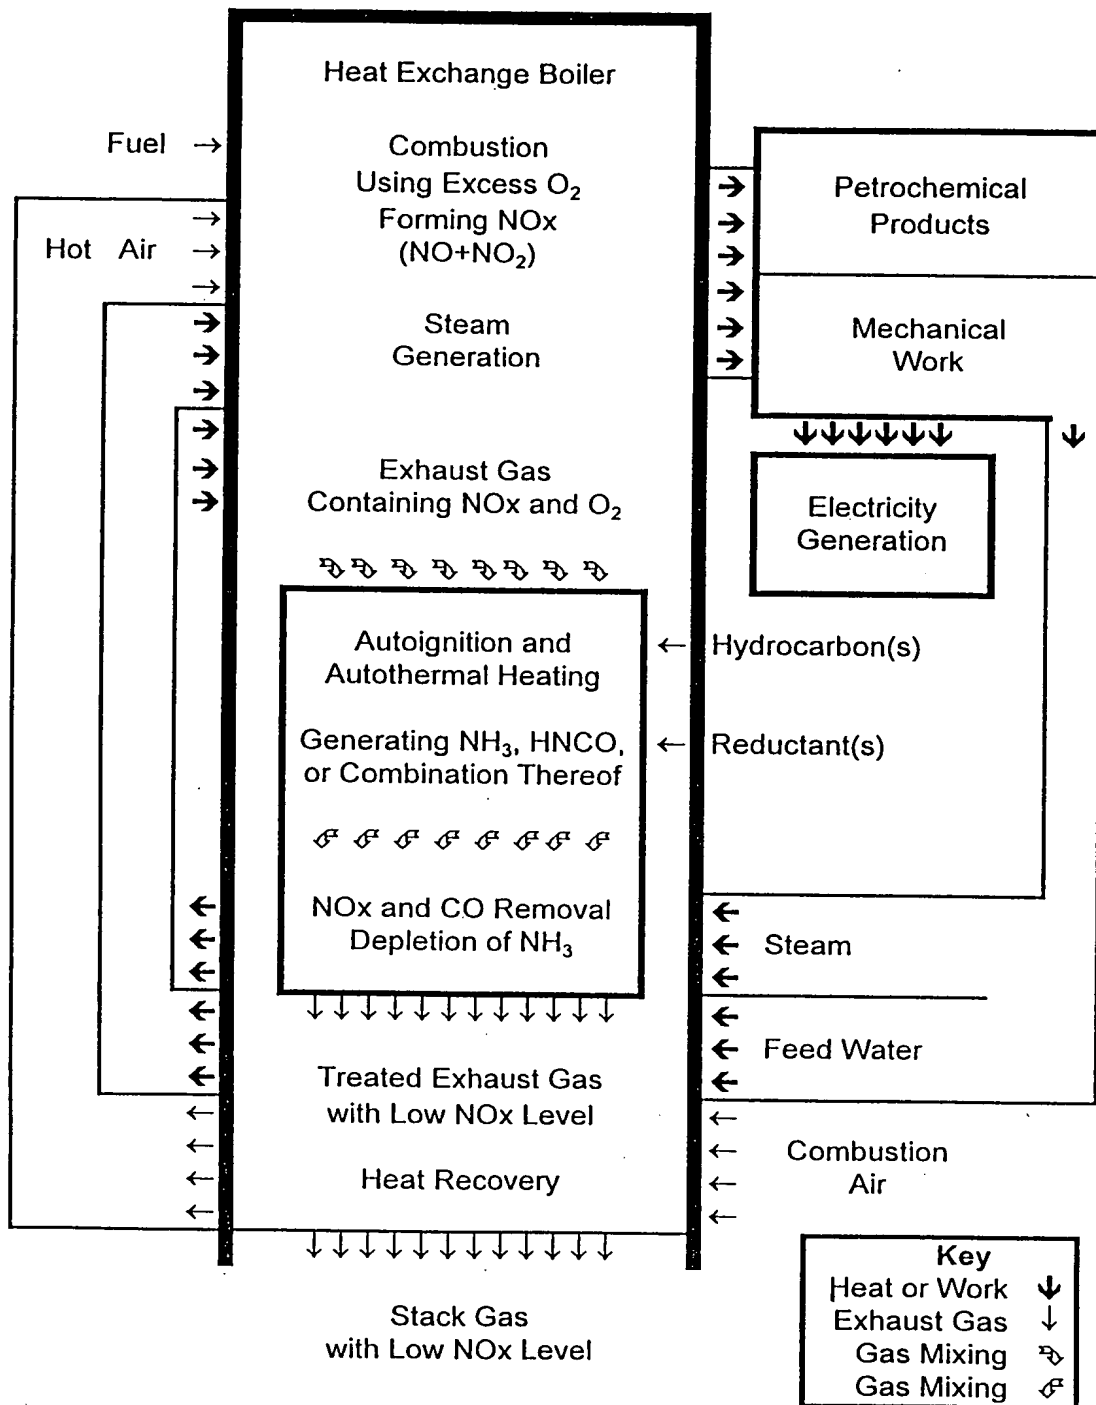 Heat Exchange Boiler
Fuel →
Combustion
Using Excess O₂
Forming NOx
(NO+NO₂)
Hot Air →
Steam
Generation
Exhaust Gas
Containing NOx and O₂
Petrochemical
Products
Mechanical
Work
Electricity
Generation
Autoignition and
Autothermal Heating
← Hydrocarbon(s)
Generating NH₃, HNCO,
or Combination Thereof
← Reductant(s)
NOx and CO Removal
Depletion of NH₃
Steam
Feed Water
Treated Exhaust Gas
with Low NOx Level
Heat Recovery
Combustion
Air
Stack Gas
with Low NOx Level
Key
Heat or Work
Exhaust Gas
Gas Mixing
Gas Mixing